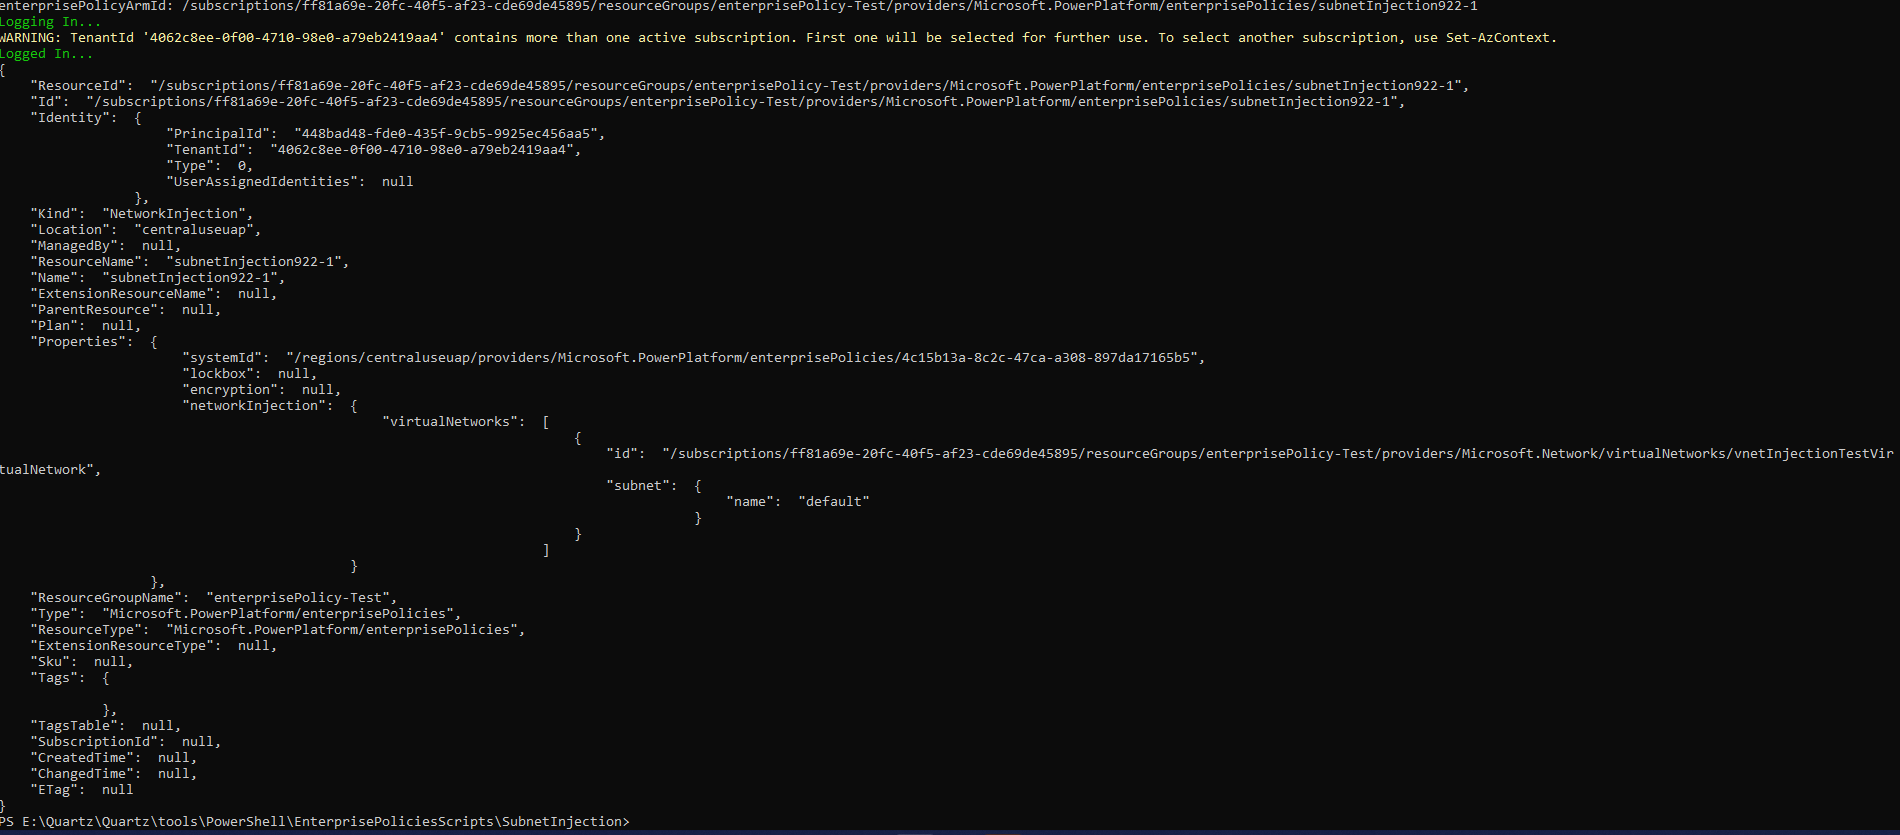 enterprisePolicyArmId: /subscriptions/ff81a69e-20fc-40f5-af23-cde69de45895/resourceGroups/enterprisePolicy-Test/providers/Microsoft.PowerPlatform/enterprisePolicies/subnetInjection922-1
Logging In...
WARNING: TenantId '4062c8ee-0f00-4710-98e0-a79eb2419aa4' contains more than one active subscription. First one will be selected for further use. To select another subscription, use Set-AzContext.
Logged In...
{
"ResourceId": "/subscriptions/ff81a69e-20fc-40f5-af23-cde69de45895/resourceGroups/enterprisePolicy-Test/providers/Microsoft.PowerPlatform/enterprisePolicies/subnetInjection922-1",
"Id": "/subscriptions/ff81a69e-20fc-40f5-af23-cde69de45895/resourceGroups/enterprisePolicy-Test/providers/Microsoft.PowerPlatform/enterprisePolicies/subnetInjection922-1",
"Identity": {
"PrincipalId": "448bad48-fde0-435f-9cb5-9925ec456aa5",
"TenantId": "4062c8ee-0f00-4710-98e0-a79eb2419aa4",
"Type": 0,
"UserAssignedIdentities": null
},
"Kind": "NetworkInjection",
"Location": "centraluseuap",
"ManagedBy": null,
"ResourceName": "subnetInjection922-1",
"Name": "subnetInjection922-1",
"ExtensionResourceName": null,
"ParentResource": null,
"Plan": null,
"Properties": {
"systemId": "/regions/centraluseuap/providers/Microsoft.PowerPlatform/enterprisePolicies/4c15b13a-8c2c-47ca-a308-897da17165b5",
"lockbox": null,
"encryption": null,
"networkInjection": {
"virtualNetworks": [
{
"id": "/subscriptions/ff81a69e-20fc-40f5-af23-cde69de45895/resourceGroups/enterprisePolicy-Test/providers/Microsoft.Network/virtualNetworks/vnetInjectionTestVir
tualNetwork",
"subnet": {
"name": "default"
}
}
]
}
},
"ResourceGroupName": "enterprisePolicy-Test",
"Type": "Microsoft.PowerPlatform/enterprisePolicies",
"ResourceType": "Microsoft.PowerPlatform/enterprisePolicies",
"ExtensionResourceType": null,
"Sku": null,
"Tags": {
},
"TagsTable": null,
"SubscriptionId": null,
"CreatedTime": null,
"ChangedTime": null,
"ETag": null
}
PS E:\Quartz\Quartz\tools\PowerShell\EnterprisePoliciesScripts\SubnetInjection>